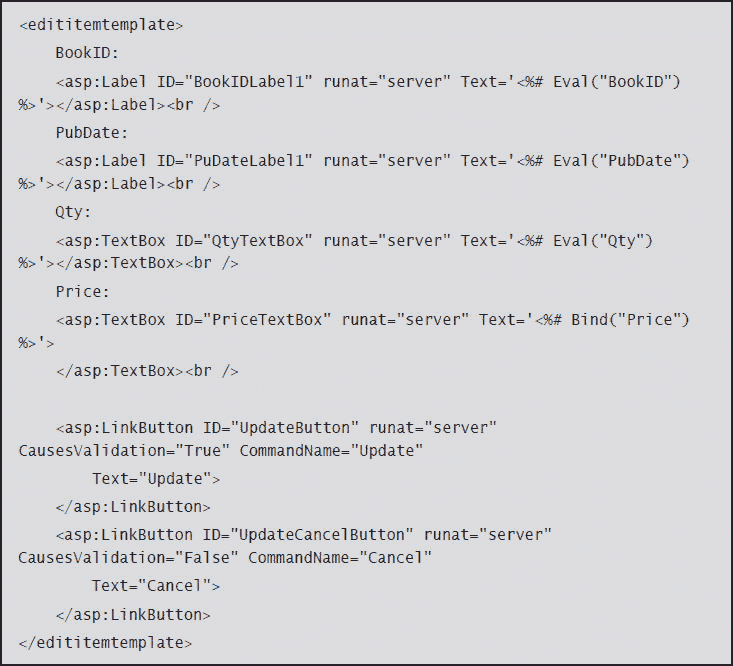 <edititemtemplate>
BookID:
<asp:Label ID="BookIDLabel1" runat="server" Text='<%# Eval("BookID")
%>'></asp:Label><br />
PubDate:
<asp:Label ID="PuDateLabel1" runat="server" Text='<%# Eval("PubDate")
%>'></asp:Label><br />
Qty:
<asp:TextBox ID="QtyTextBox" runat="server" Text='<%# Eval("Qty")
%>'></asp:TextBox><br />
Price:
<asp:TextBox ID="PriceTextBox" runat="server" Text='<%# Bind("Price")
%>'>
</asp:TextBox><br />
<asp:LinkButton ID="UpdateButton" runat="server"
CausesValidation="True" CommandName="Update"
Text="Update">
</asp:LinkButton>
<asp:LinkButton ID="UpdateCancelButton" runat="server"
CausesValidation="False" CommandName="Cancel"
Text="Cancel">
</asp:LinkButton>
</edititemtemplate>